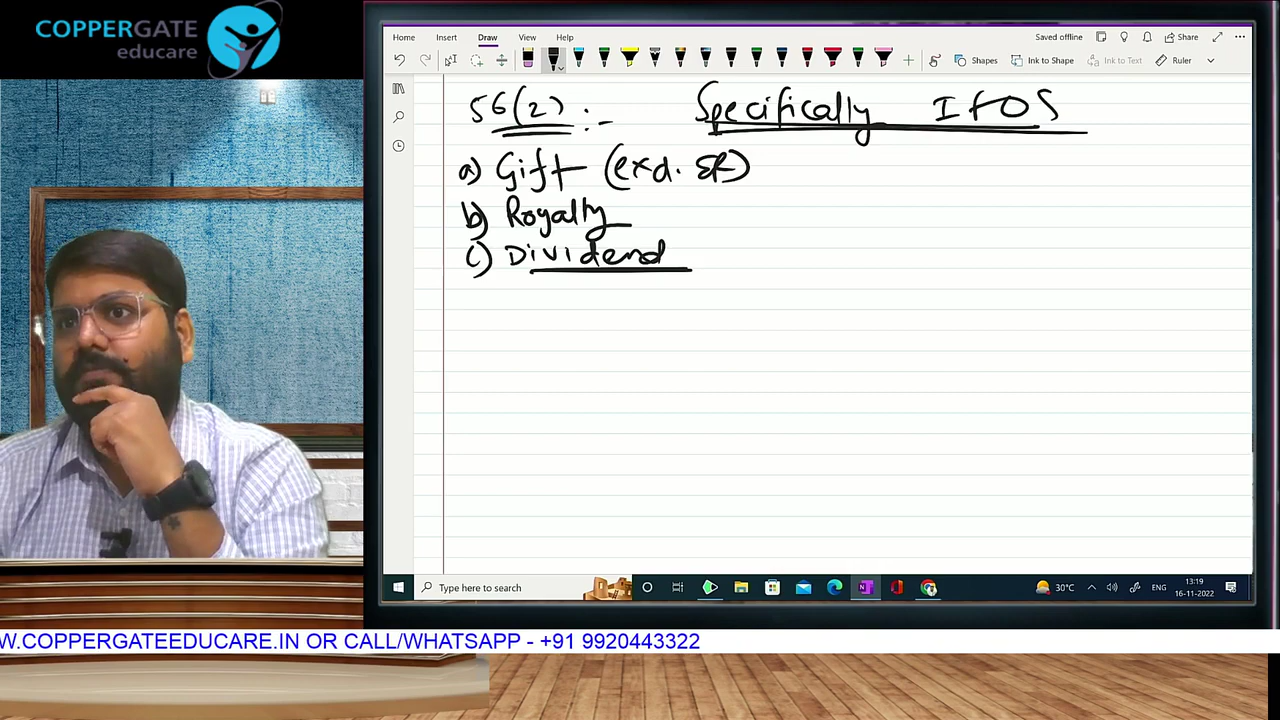 COPPERGATE
educare
Home Insert Draw View Help
Saved offline
Share
Shapes
Ink to Shape
Ink to Text
Ruler
56(2) :- Specifically IFOS
a) Gift (exd. SR)
b) Royalty
c) Dividend
Type here to search
30°C
ENG
13:19
16-11-2022
W.COPPERGATEEDUCARE.IN OR CALL/WHATSAPP - +91 9920443322